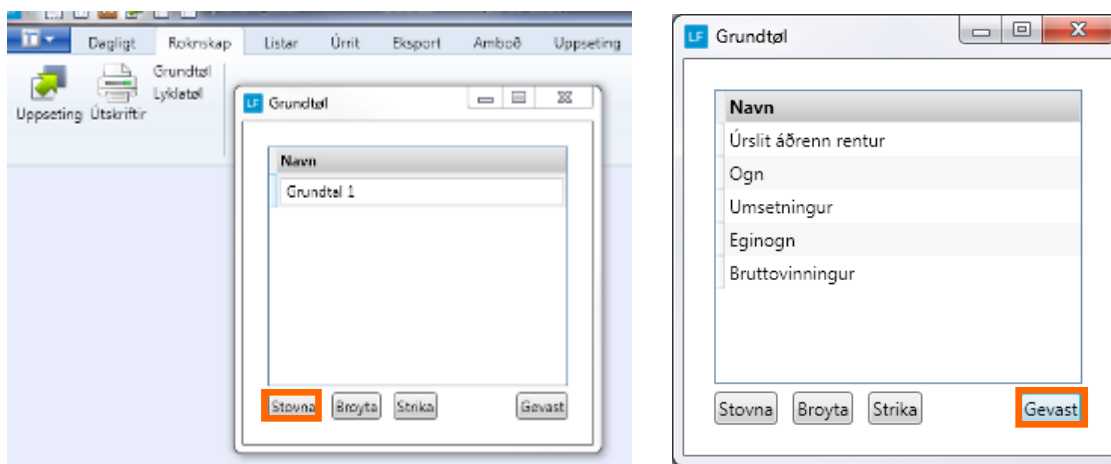 Dagligt Roknskap Listar Úrrit Eksport Amboð Uppseting
Grundtøl
Lyklatøl
Uppseting Útskriftir
LF Grundtøl
Navn
Grundtal 1
Stovna Broyta Strika Gevast
LF Grundtøl
Navn
Úrslit áðrenn rentur
Ogn
Umsetningur
Eginogn
Bruttovinningur
Stovna Broyta Strika Gevast